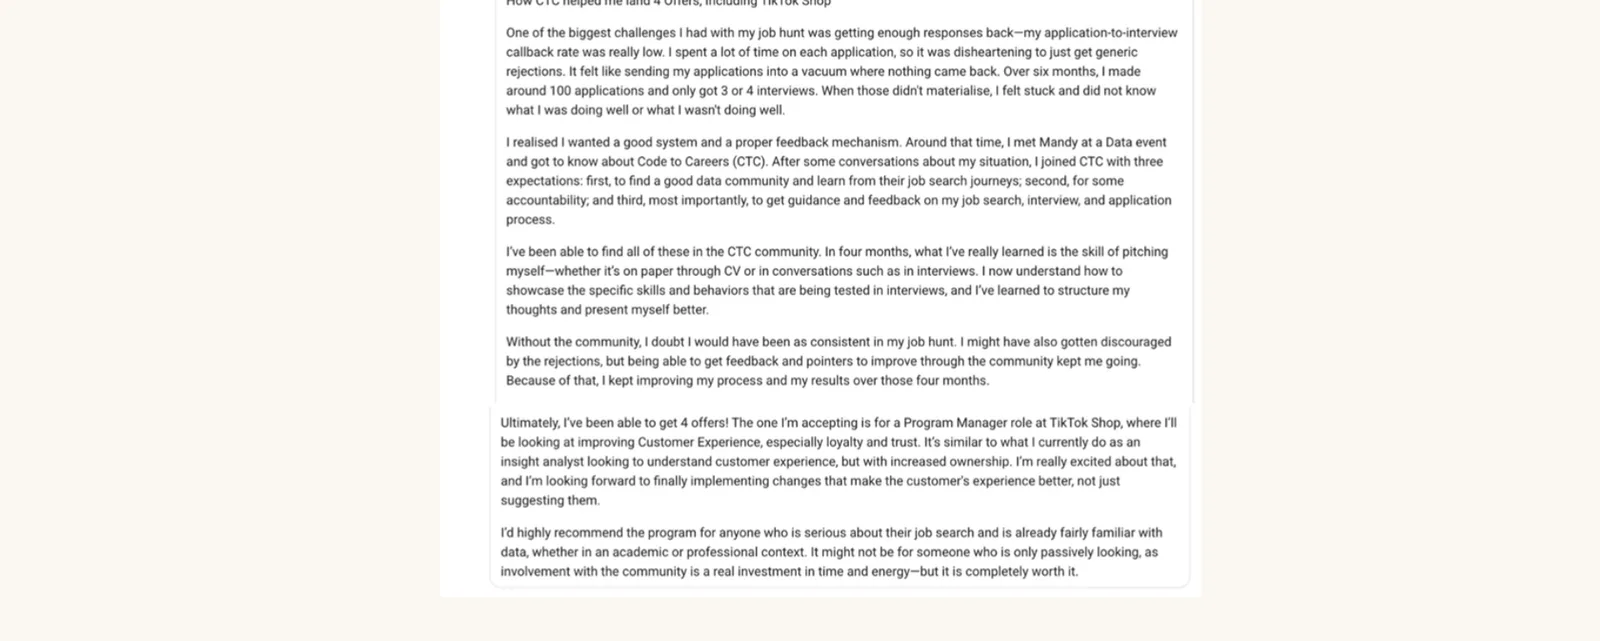 How CTC helped me land 4 Offers, including TikTok Shop
One of the biggest challenges I had with my job hunt was getting enough responses back—my application-to-interview
callback rate was really low. I spent a lot of time on each application, so it was disheartening to just get generic
rejections. It felt like sending my applications into a vacuum where nothing came back. Over six months, I made
around 100 applications and only got 3 or 4 interviews. When those didn't materialise, I felt stuck and did not know
what I was doing well or what I wasn't doing well.
I realised I wanted a good system and a proper feedback mechanism. Around that time, I met Mandy at a Data event
and got to know about Code to Careers (CTC). After some conversations about my situation, I joined CTC with three
expectations: first, to find a good data community and learn from their job search journeys; second, for some
accountability; and third, most importantly, to get guidance and feedback on my job search, interview, and application
process.
I've been able to find all of these in the CTC community. In four months, what I've really learned is the skill of pitching
myself—whether it's on paper through CV or in conversations such as in interviews. I now understand how to
showcase the specific skills and behaviors that are being tested in interviews, and I've learned to structure my
thoughts and present myself better.
Without the community, I doubt I would have been as consistent in my job hunt. I might have also gotten discouraged
by the rejections, but being able to get feedback and pointers to improve through the community kept me going.
Because of that, I kept improving my process and my results over those four months.
Ultimately, I've been able to get 4 offers! The one I'm accepting is for a Program Manager role at TikTok Shop, where I'll
be looking at improving Customer Experience, especially loyalty and trust. It's similar to what I currently do as an
insight analyst looking to understand customer experience, but with increased ownership. I'm really excited about that,
and I'm looking forward to finally implementing changes that make the customer's experience better, not just
suggesting them.
I'd highly recommend the program for anyone who is serious about their job search and is already fairly familiar with
data, whether in an academic or professional context. It might not be for someone who is only passively looking, as
involvement with the community is a real investment in time and energy—but it is completely worth it.